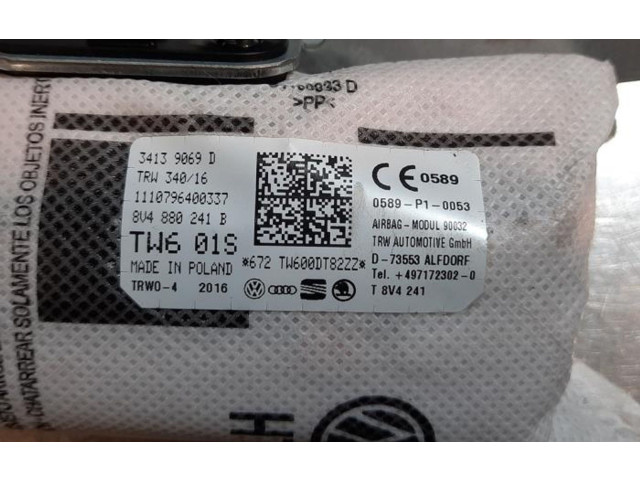 D
>PP<
3413 9069 D
TRW 340/16
1110796400337
8V4 880 241 B
TW6 01S
MADE IN POLAND
TRWO-4 2016
*672 TW600DT82ZZ*
CE 0589
0589-P1-0053
AIRBAG - MODUL 90032
TRW AUTOMOTIVE GmbH
D-73553 ALFDORF
Tel. +497172302-0
T 8V4 241
CHATARREAR SOLAMENTE LOS OBJETOS INERT